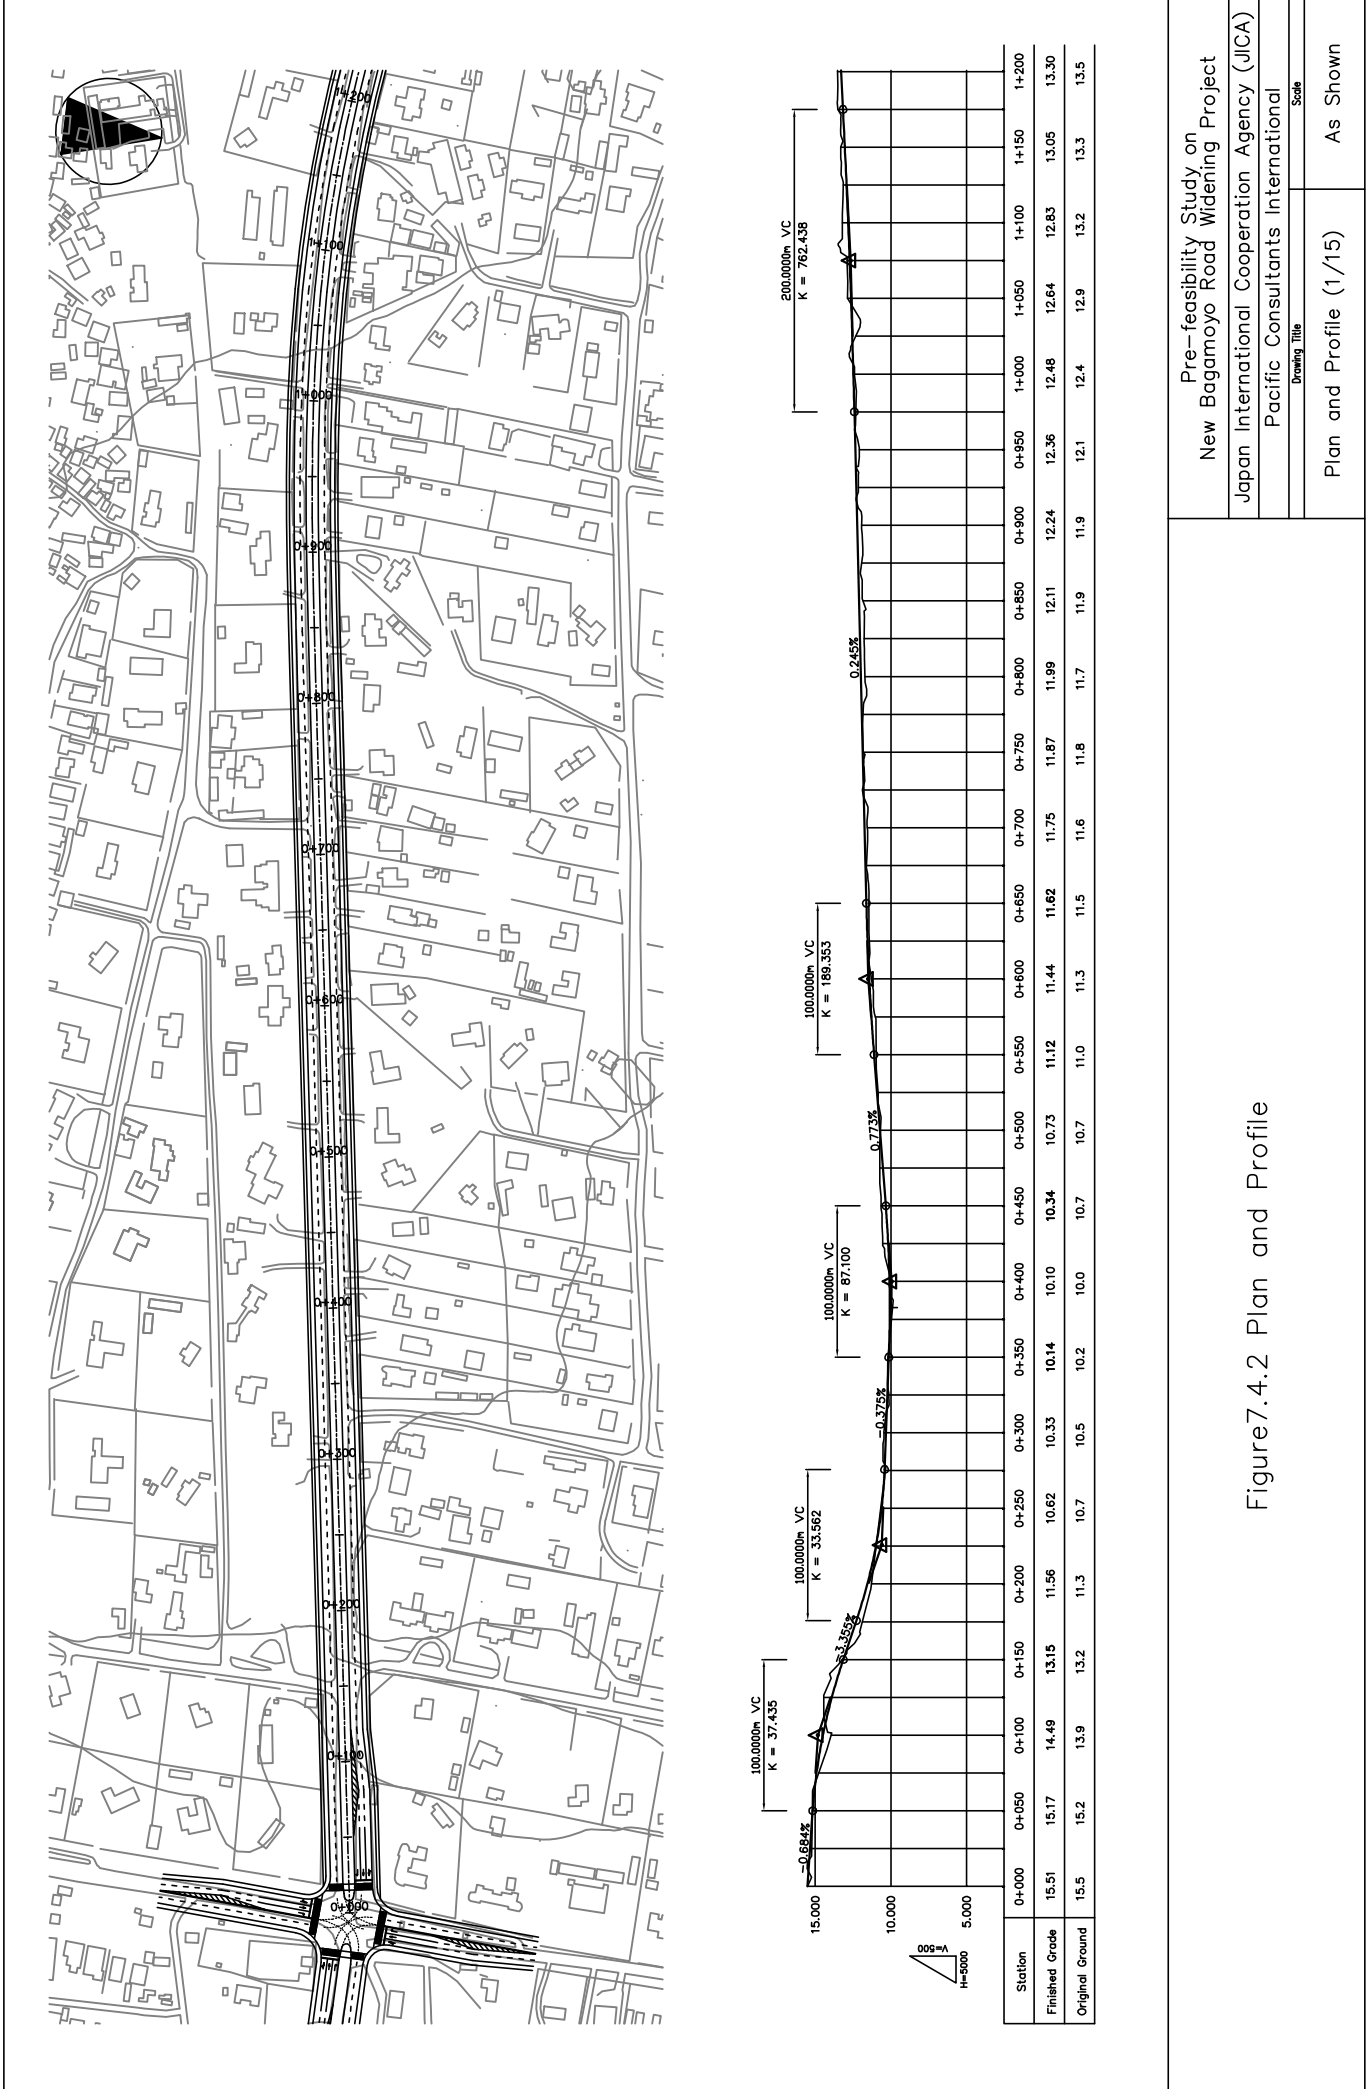 0+000
0+100
0+200
0+300
0+400
0+500
0+600
0+700
0+800
0+900
1+000
1+100
1+200
100.0000m VC
K = 37.435
100.0000m VC
K = 33.562
100.0000m VC
K = 87.100
100.0000m VC
K = 189.353
200.0000m VC
K = 762.438
-0.684%
-3.355%
-0.375%
0.773%
0.245%
15.000
10.000
5.000
V=500
H=5000
Station 0+000 0+050 0+100 0+150 0+200 0+250 0+300 0+350 0+400 0+450 0+500 0+550 0+600 0+650 0+700 0+750 0+800 0+850 0+900 0+950 1+000 1+050 1+100 1+150 1+200
Finished Grade 15.51 15.17 14.49 13.15 11.56 10.62 10.33 10.14 10.10 10.34 10.73 11.12 11.44 11.62 11.75 11.87 11.99 12.11 12.24 12.36 12.48 12.64 12.83 13.05 13.30
Original Ground 15.5 15.2 13.9 13.2 11.3 10.7 10.5 10.2 10.0 10.7 10.7 11.0 11.3 11.5 11.6 11.8 11.7 11.9 11.9 12.1 12.4 12.9 13.2 13.3 13.5
Figure7.4.2 Plan and Profile
Pre-feasibility Study on
New Bagamoyo Road Widening Project
Japan International Cooperation Agency (JICA)
Pacific Consultants International
Drawing Title
Scale
Plan and Profile (1/15)
As Shown